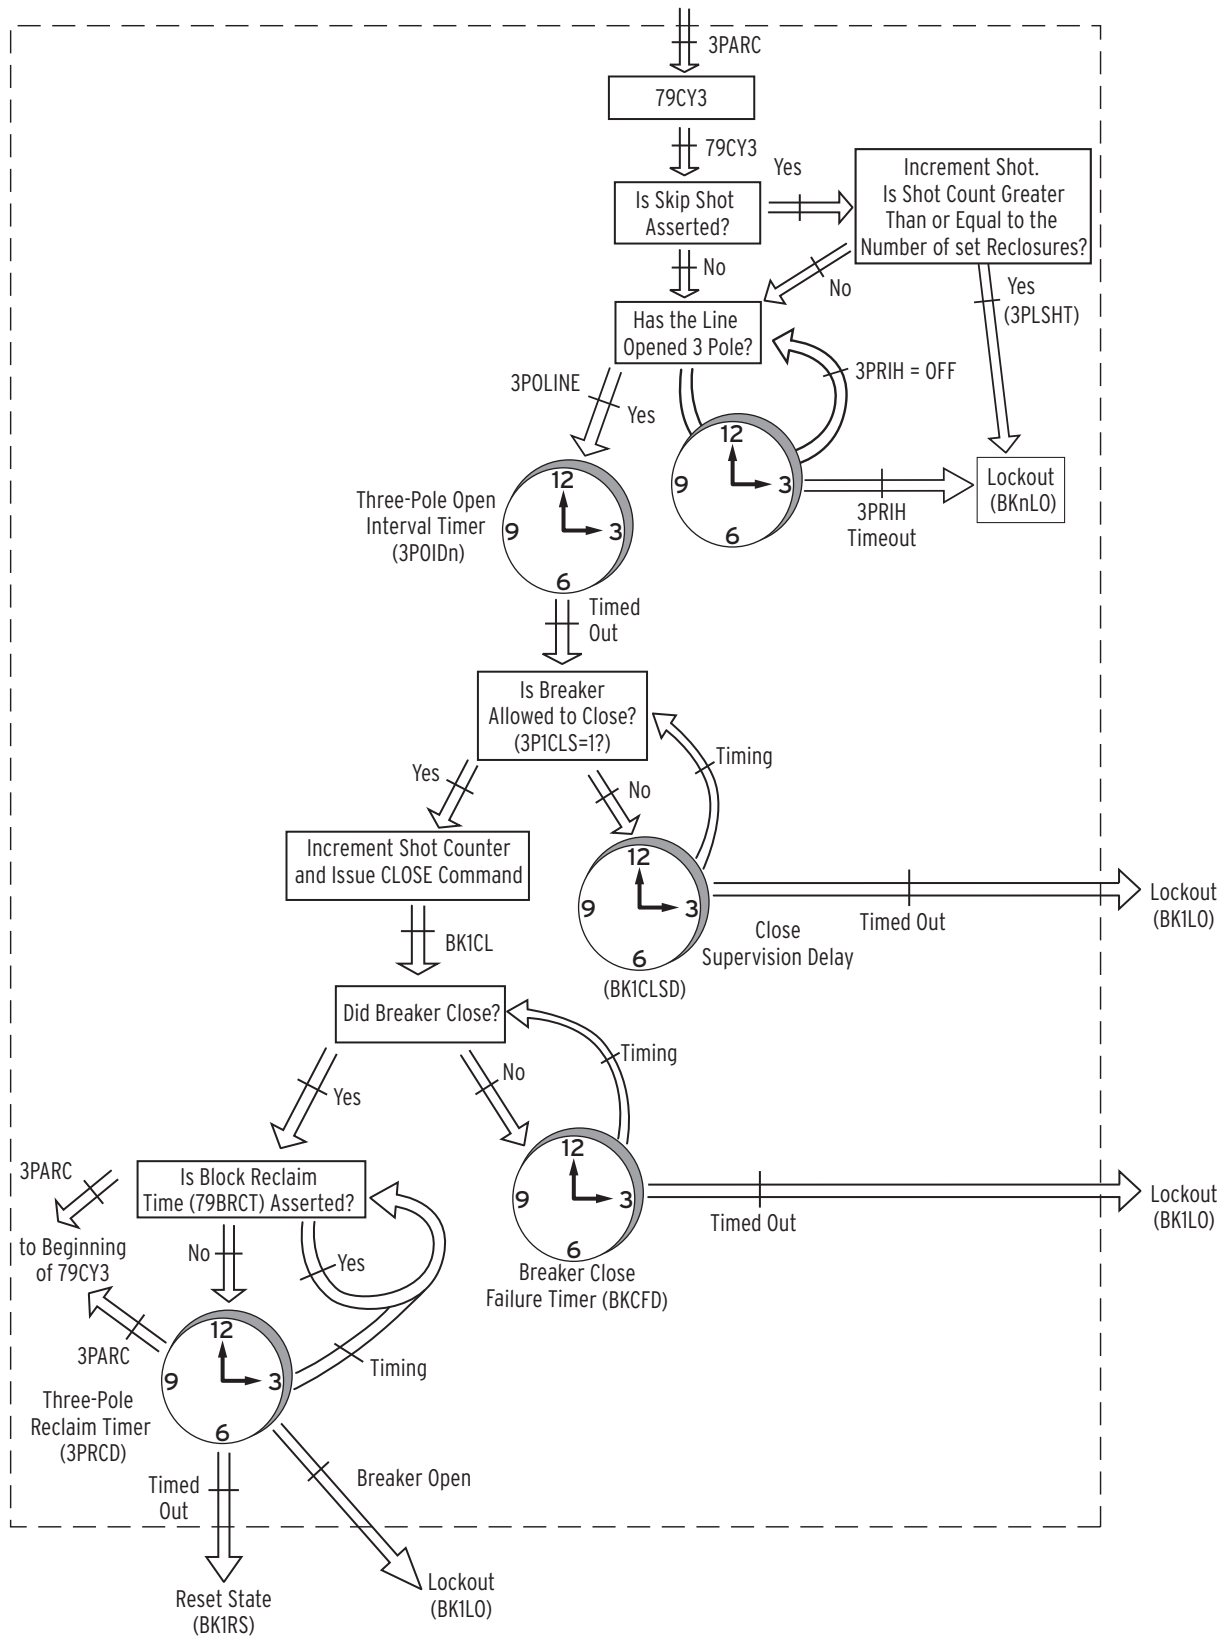 3PARC
79CY3
79CY3
Is Skip Shot
Asserted?
Yes
Increment Shot.
Is Shot Count Greater
Than or Equal to the
Number of set Reclosures?
No
No
Yes
(3PLSHT)
Has the Line
Opened 3 Pole?
3POLINE
Yes
3PRIH = OFF
12
3
6
9
3PRIH
Timeout
Lockout
(BKnLO)
Three-Pole Open
Interval Timer
(3POIDn)
12
3
6
9
Timed
Out
Is Breaker
Allowed to Close?
(3P1CLS=1?)
Timing
Yes
No
Increment Shot Counter
and Issue CLOSE Command
12
3
6
9
Close
Supervision Delay
(BK1CLSD)
Timed Out
Lockout
(BK1LO)
BK1CL
Did Breaker Close?
Timing
Yes
No
12
3
6
9
Breaker Close
Failure Timer (BKCFD)
Timed Out
Lockout
(BK1LO)
Is Block Reclaim
Time (79BRCT) Asserted?
3PARC
to Beginning
of 79CY3
No
Yes
3PARC
12
3
6
9
Timing
Three-Pole
Reclaim Timer
(3PRCD)
Timed
Out
Breaker Open
Reset State
(BK1RS)
Lockout
(BK1LO)